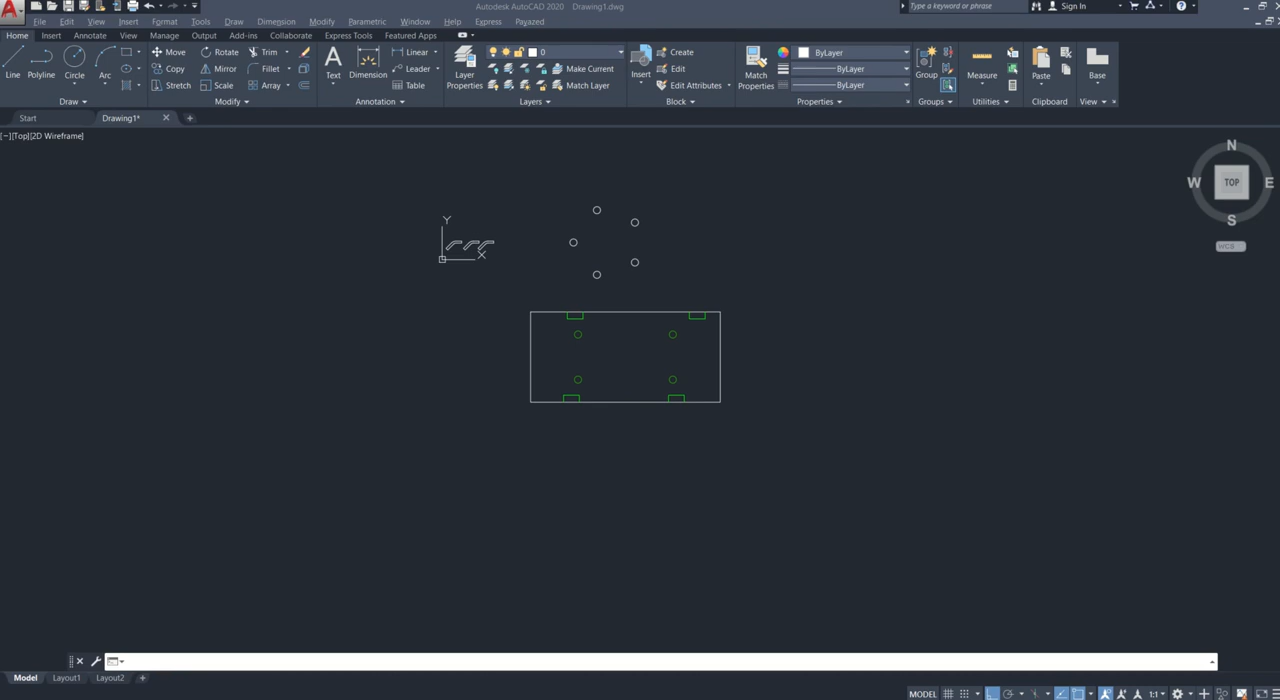 Autodesk AutoCAD 2020 Drawing1.dwg
Type a keyword or phrase
Sign In
File Edit View Insert Format Tools Draw Dimension Modify Parametric Window Help Express Payazed
Home Insert Annotate Parametric View Manage Output Add-ins Collaborate Express Tools Featured Apps
Move Rotate Trim Linear 0 Create ByLayer
Line Polyline Circle Arc Copy Mirror Fillet Text Dimension Leader Layer Properties Make Current Insert Edit Match Properties ByLayer Group Measure Paste Base
Stretch Scale Array Table Match Layer Edit Attributes ByLayer
Draw Modify Annotation Layers Block Properties Groups Utilities Clipboard View
Start Drawing1*
[−][Top][2D Wireframe]
N
W TOP E
S
WCS
Y
X
Model Layout1 Layout2
MODEL 1:1